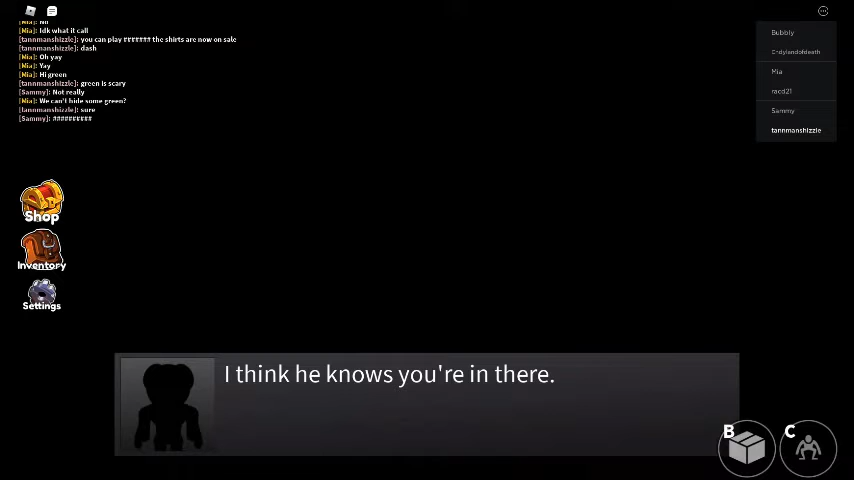 [Mia]: No
[Mia]: Idk what it call
[tannmanshizzle]: you can play ####### the shirts are now on sale
[tannmanshizzle]: dash
[Mia]: Oh yay
[Mia]: Yay
[Mia]: Hi green
[tannmanshizzle]: green is scary
[Sammy]: Not really
[Mia]: We can't hide some green?
[tannmanshizzle]: sure
[Sammy]: ##########
Bubbly
Endylandofdeath
Mia
racd21
Sammy
tannmanshizzle
Shop
Inventory
Settings
I think he knows you're in there.
B
C